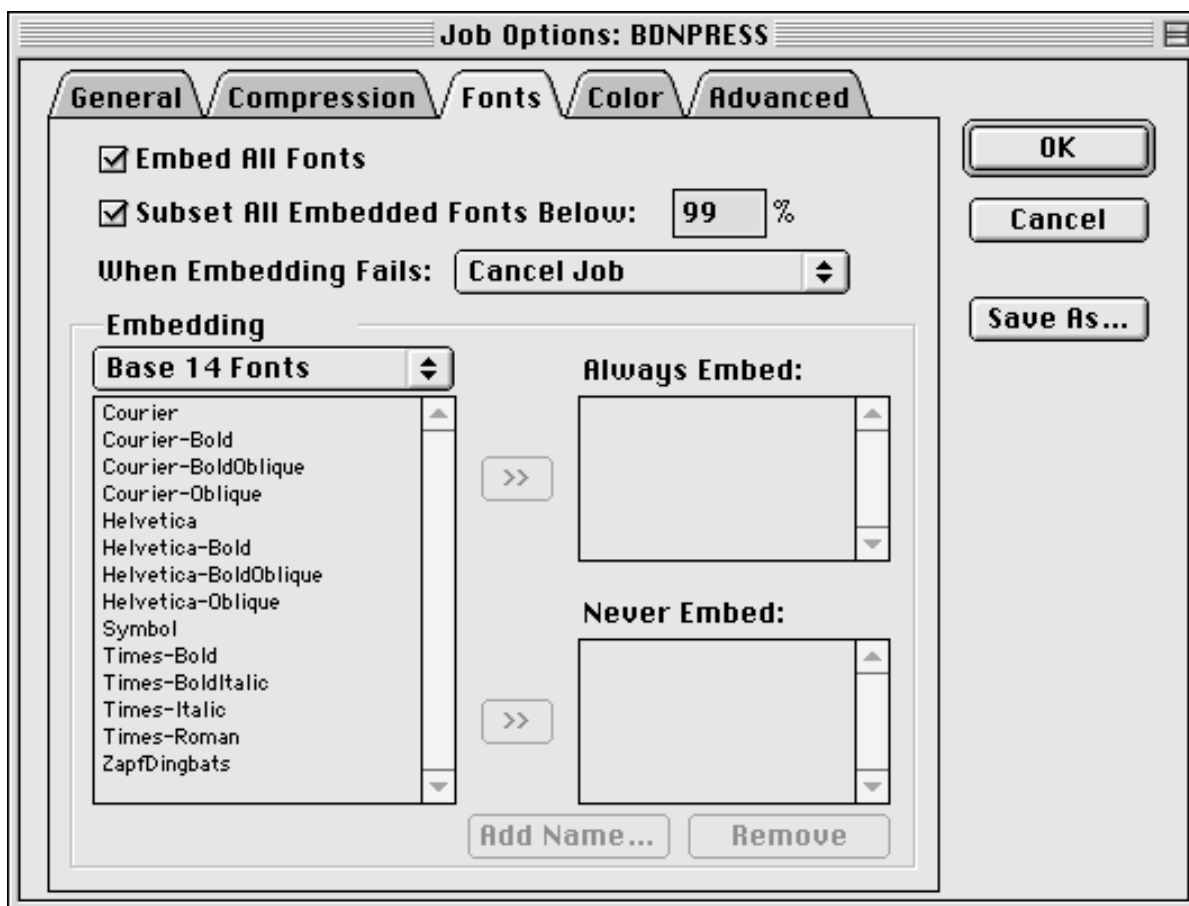 Job Options: BDNPRESS
General Compression Fonts Color Advanced
Embed All Fonts
Subset All Embedded Fonts Below: 99 %
When Embedding Fails: Cancel Job
OK
Cancel
Save As...
Embedding
Base 14 Fonts
Courier
Courier-Bold
Courier-BoldOblique
Courier-Oblique
Helvetica
Helvetica-Bold
Helvetica-BoldOblique
Helvetica-Oblique
Symbol
Times-Bold
Times-BoldItalic
Times-Italic
Times-Roman
ZapfDingbats
>>
>>
Always Embed:
Never Embed:
Add Name... Remove